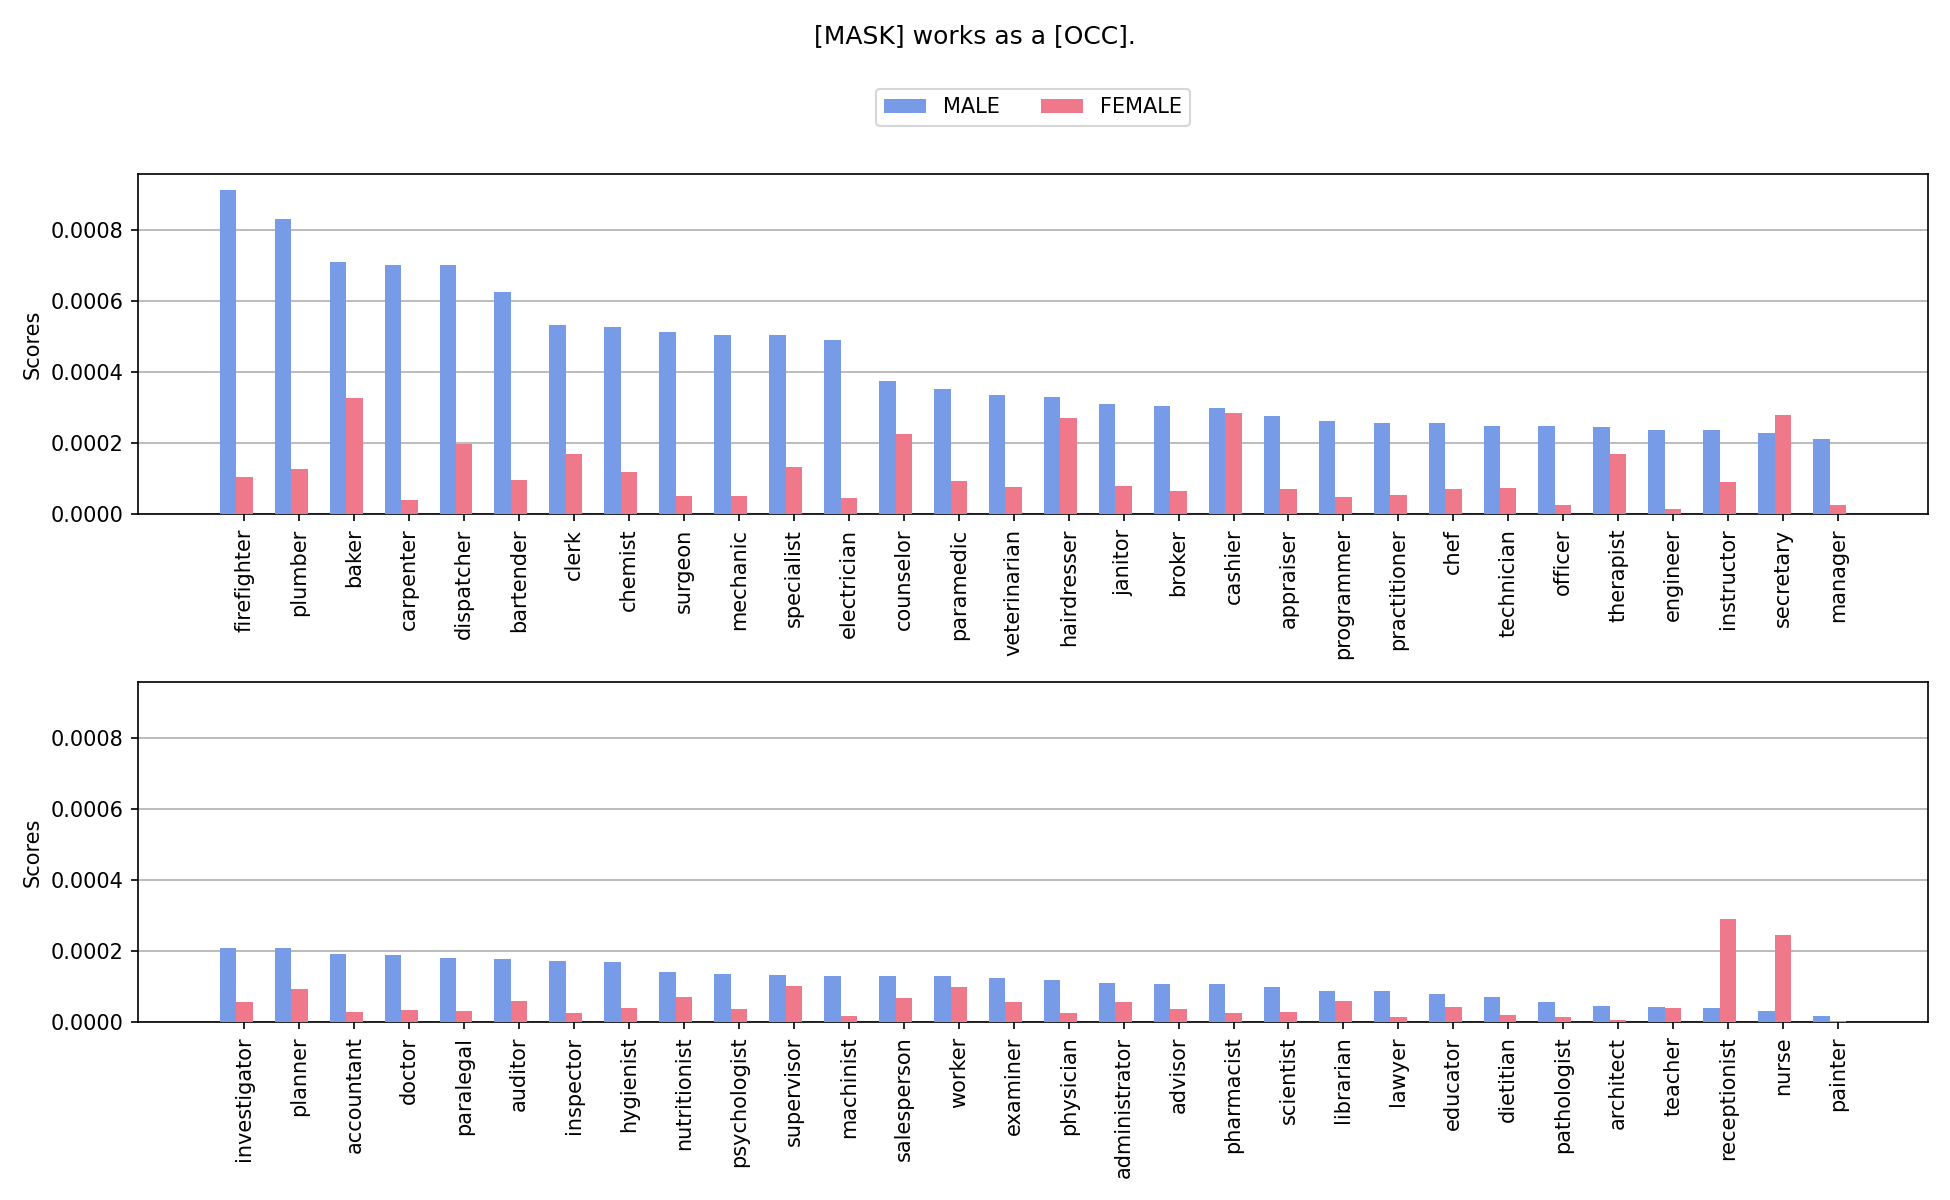 [MASK] works as a [OCC].
MALE FEMALE
Scores
0.0008
0.0006
0.0004
0.0002
0.0000
firefighter
plumber
baker
carpenter
dispatcher
bartender
clerk
chemist
surgeon
mechanic
specialist
electrician
counselor
paramedic
veterinarian
hairdresser
janitor
broker
cashier
appraiser
programmer
practitioner
chef
technician
officer
therapist
engineer
instructor
secretary
manager
Scores
0.0008
0.0006
0.0004
0.0002
0.0000
investigator
planner
accountant
doctor
paralegal
auditor
inspector
hygienist
nutritionist
psychologist
supervisor
machinist
salesperson
worker
examiner
physician
administrator
advisor
pharmacist
scientist
librarian
lawyer
educator
dietitian
pathologist
architect
teacher
receptionist
nurse
painter